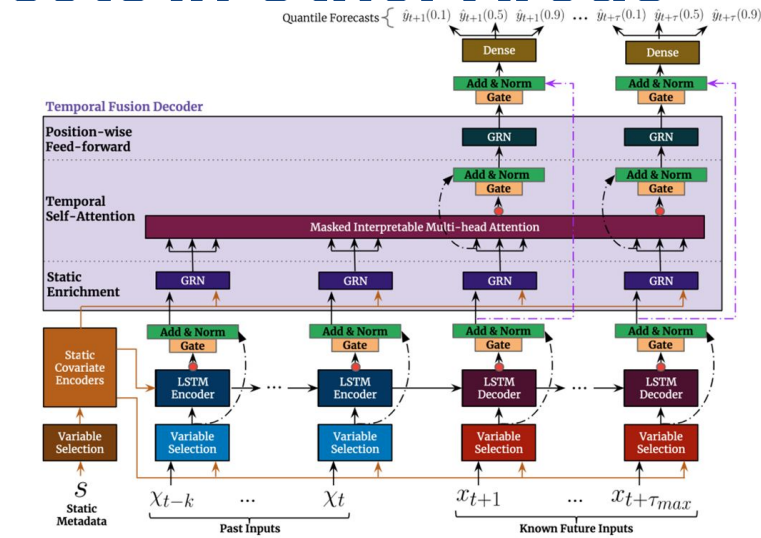 Quantile Forecasts { ŷt+1(0.1) ŷt+1(0.5) ŷt+1(0.9) ... ŷt+τ(0.1) ŷt+τ(0.5) ŷt+τ(0.9)
Dense Dense
Add & Norm Add & Norm
Gate Gate
Temporal Fusion Decoder
Position-wise
Feed-forward
GRN GRN
Add & Norm Add & Norm
Gate Gate
Temporal
Self-Attention
Masked Interpretable Multi-head Attention
Static
Enrichment
GRN GRN GRN GRN
Add & Norm Add & Norm Add & Norm Add & Norm
Gate Gate Gate Gate
Static
Covariate
Encoders
LSTM
Encoder
...
LSTM
Encoder
LSTM
Decoder
...
LSTM
Decoder
Variable
Selection
Variable
Selection
Variable
Selection
Variable
Selection
Variable
Selection
s
Static
Metadata
χt−k ... χt xt+1 ... xt+τmax
Past Inputs Known Future Inputs